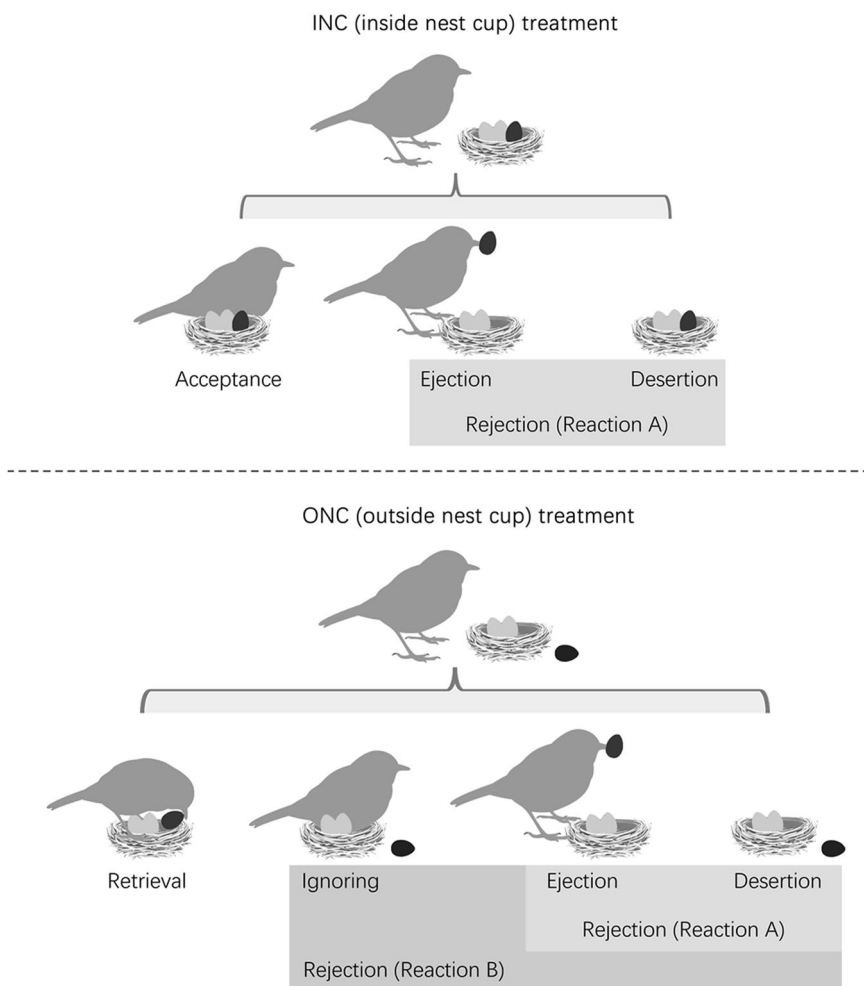 INC (inside nest cup) treatment
Acceptance
Ejection
Desertion
Rejection (Reaction A)
ONC (outside nest cup) treatment
Retrieval
Ignoring
Ejection
Desertion
Rejection (Reaction A)
Rejection (Reaction B)